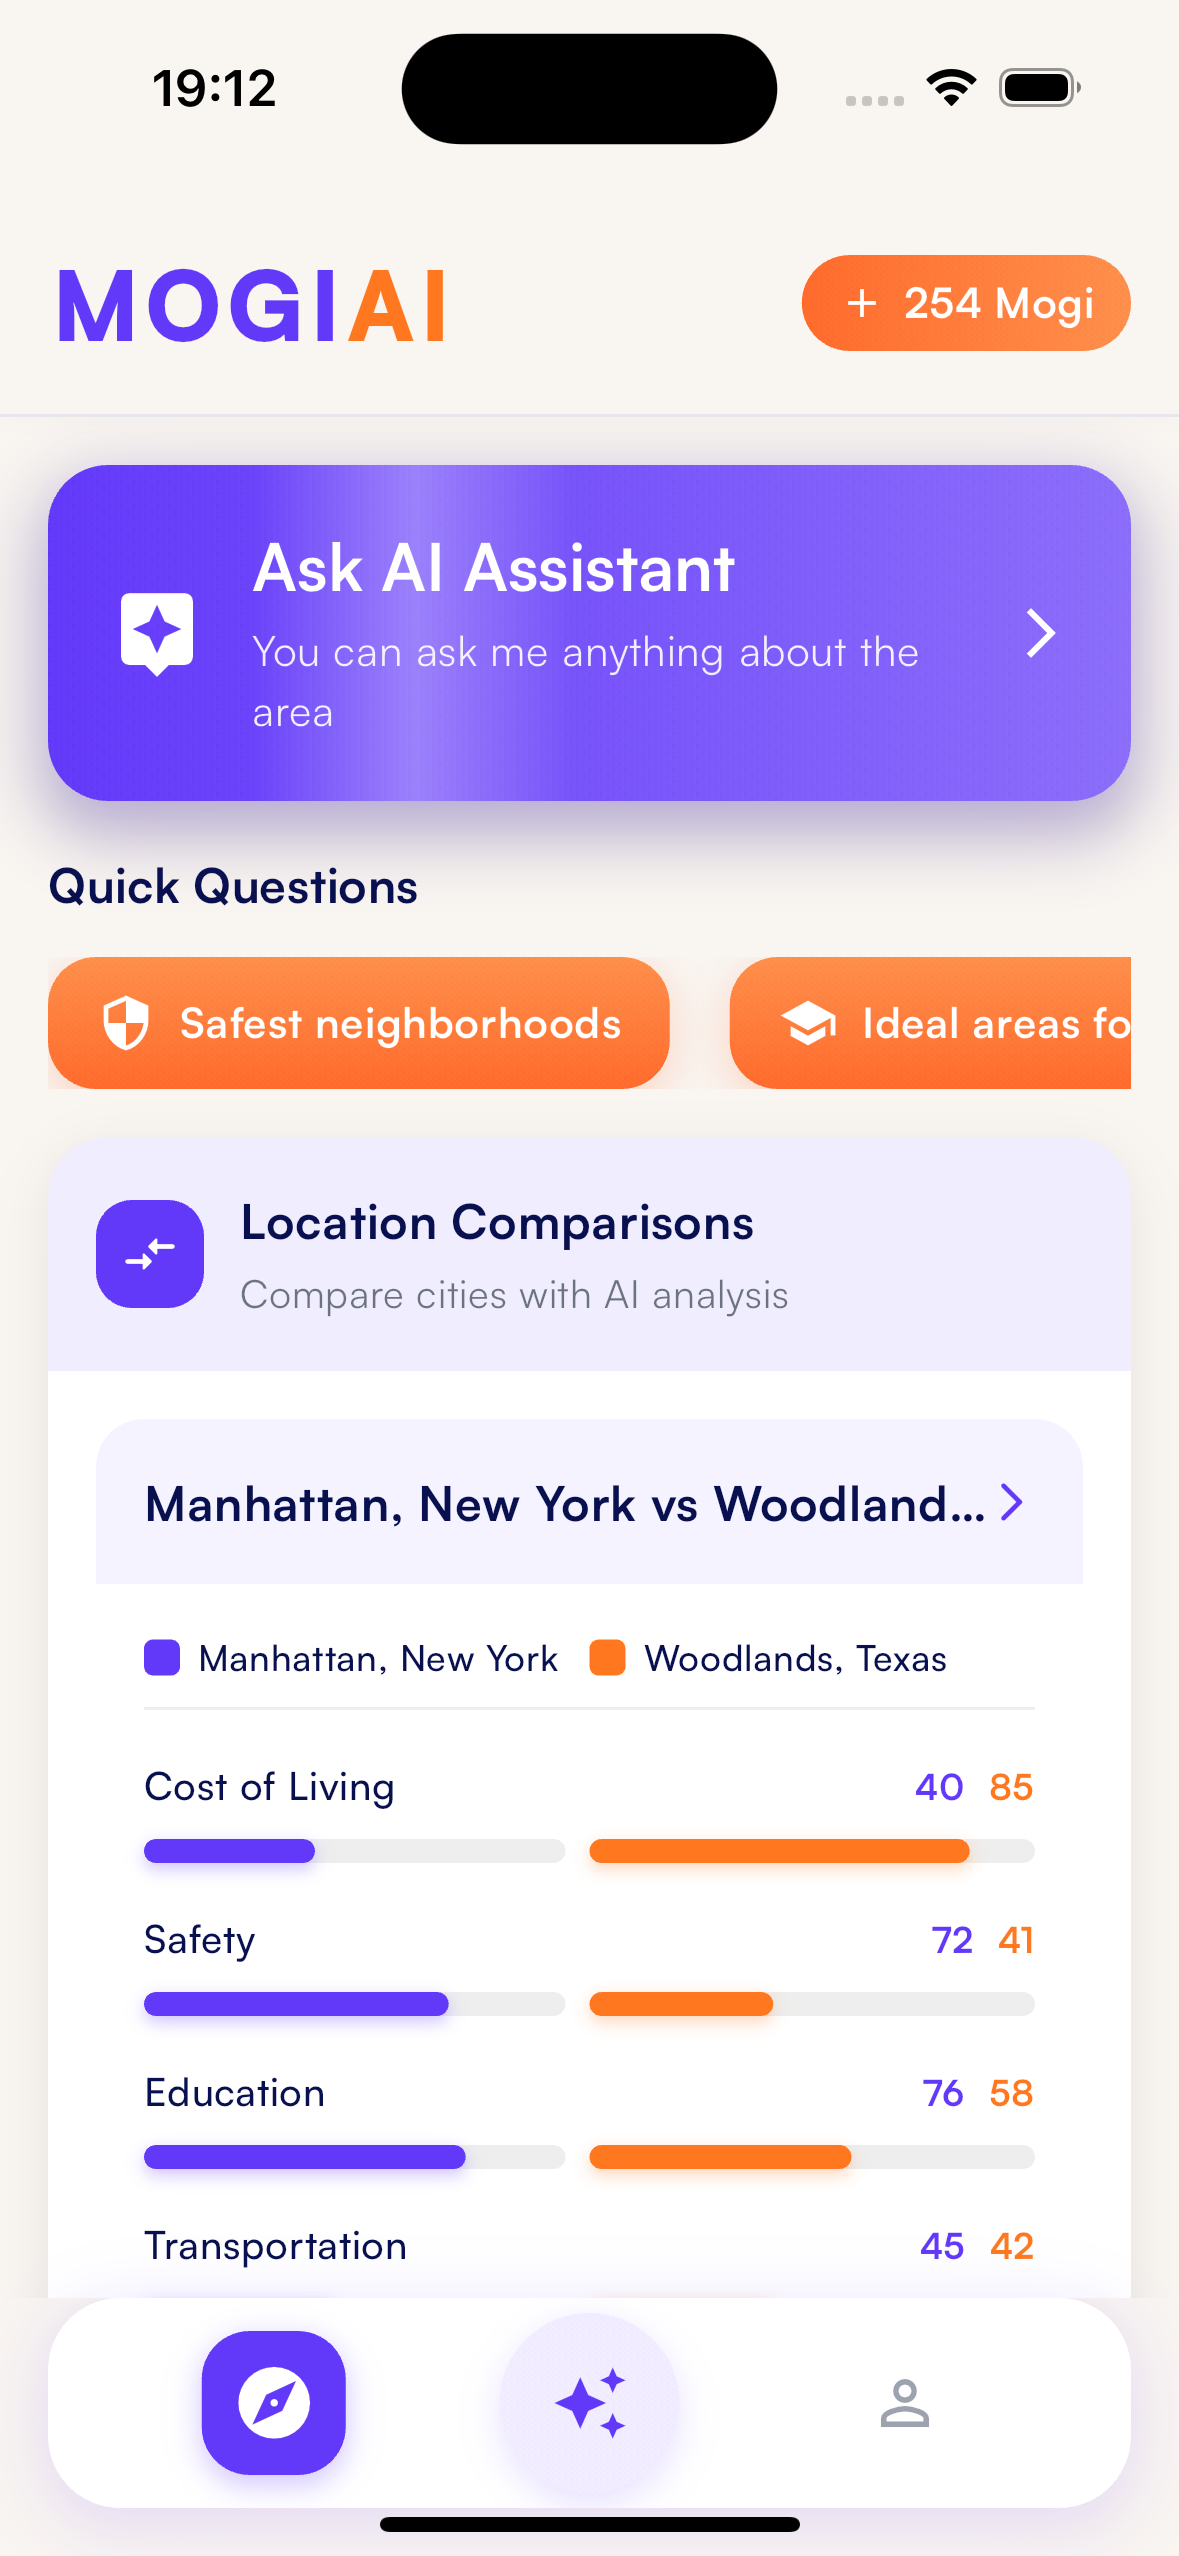 19:12
MOGIAI
+ 254 Mogi
Ask AI Assistant
You can ask me anything about the
area
Quick Questions
Safest neighborhoods
Ideal areas fo
Location Comparisons
Compare cities with AI analysis
Manhattan, New York vs Woodland...
Manhattan, New York Woodlands, Texas
Cost of Living 40 85
Safety 72 41
Education 76 58
Transportation 45 42